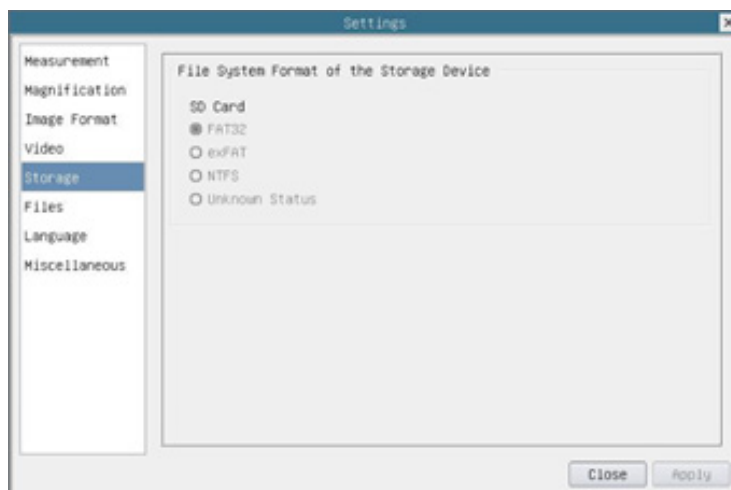 Settings
Measurement
Magnification
Image Format
Video
Storage
Files
Language
Miscellaneous
File System Format of the Storage Device
SD Card
FAT32
exFAT
NTFS
Unknown Status
Close
Apply